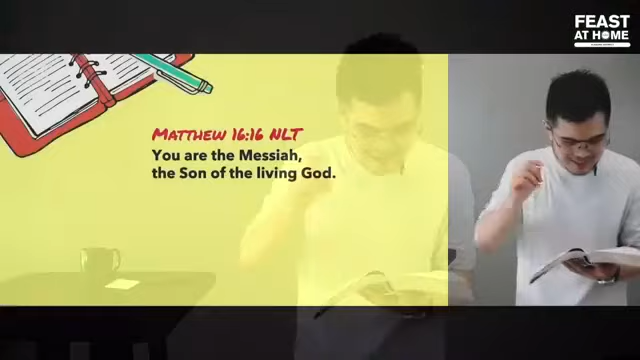 FEAST
AT HOME
Matthew 16:16 NLT
You are the Messiah,
the Son of the living God.